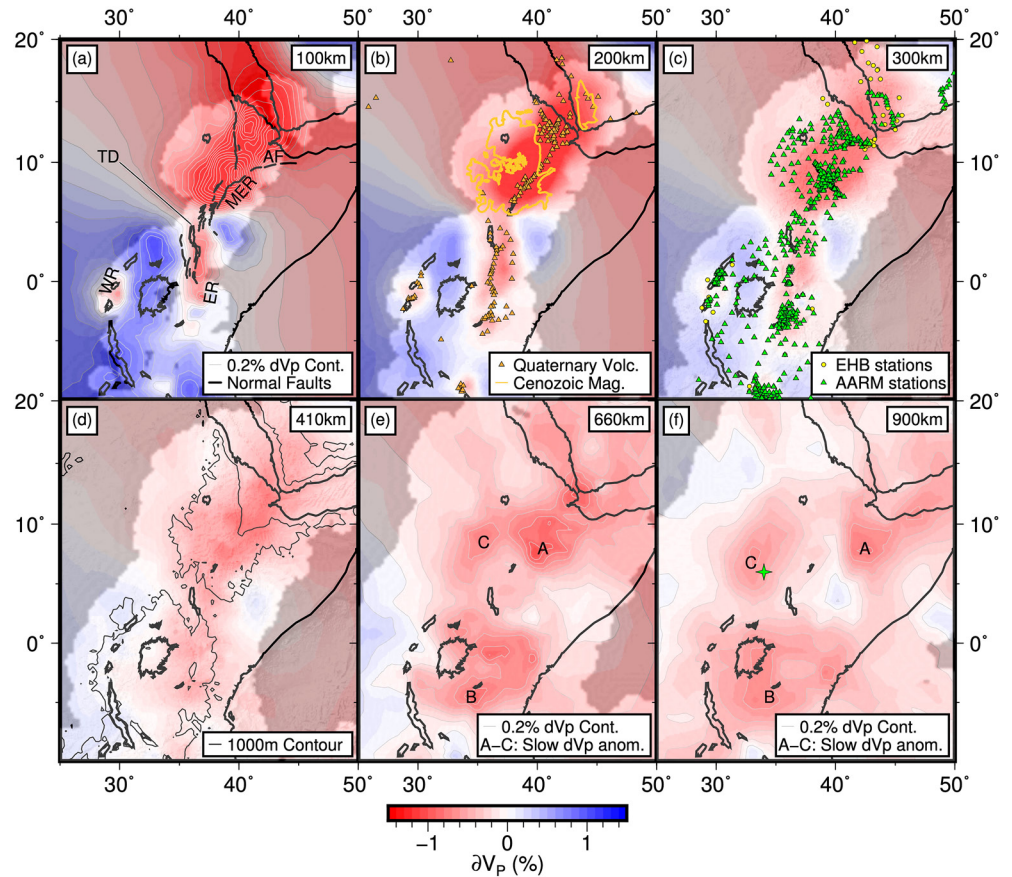 30˚ 40˚ 50˚ 30˚ 40˚ 50˚ 30˚ 40˚ 50˚
20˚ (a) 100km (b) 200km (c) 300km 20˚
TD AF
10˚ 10˚
MER
WR ER
0˚ 0˚
0.2% dVp Cont.
Normal Faults
Quaternary Volc.
Cenozoic Mag.
EHB stations
AARM stations
20˚ (d) 410km (e) 660km (f) 900km 20˚
10˚ 10˚
C A C A
0˚ 0˚
B B
1000m Contour
0.2% dVp Cont.
A−C: Slow dVp anom.
0.2% dVp Cont.
A−C: Slow dVp anom.
30˚ 40˚ 50˚ 30˚ 40˚ 50˚ 30˚ 40˚ 50˚
−1 0 1
∂VP (%)